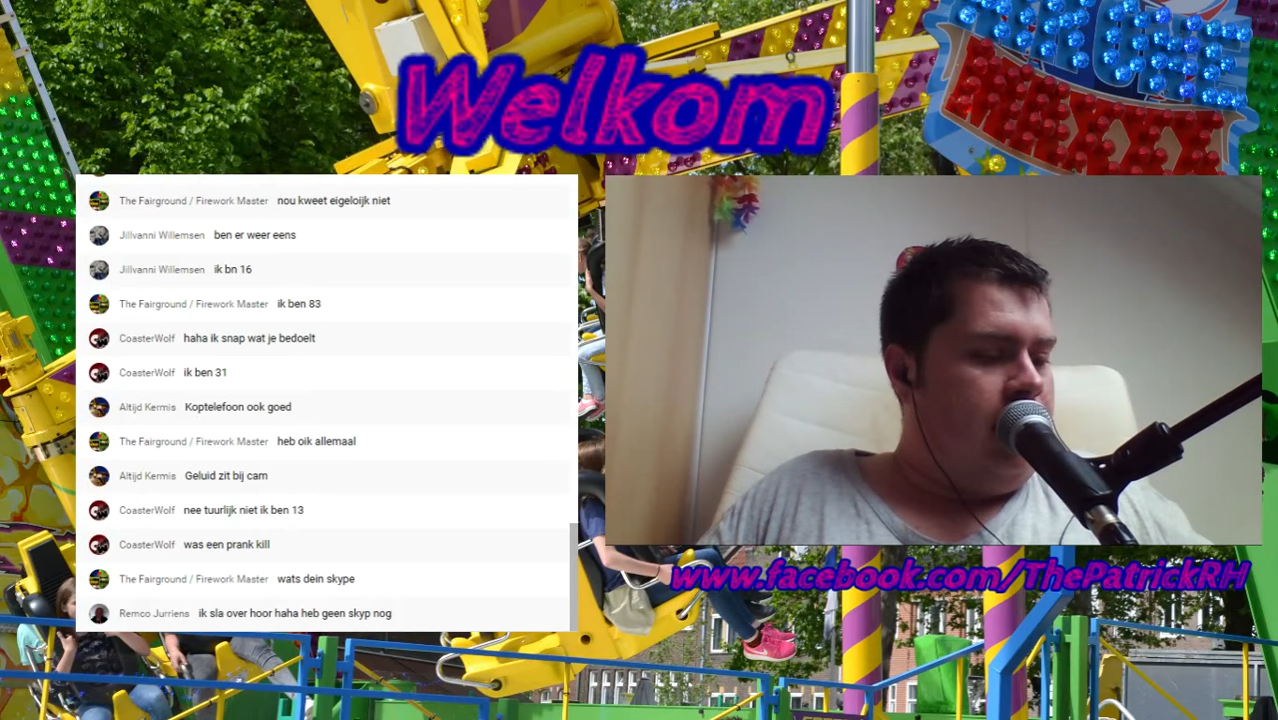 Welkom
The Fairground / Firework Master nou kweet eigeloijk niet
Jillvanni Willemsen ben er weer eens
Jillvanni Willemsen ik bn 16
The Fairground / Firework Master ik ben 83
CoasterWolf haha ik snap wat je bedoelt
CoasterWolf ik ben 31
Altijd Kermis Koptelefoon ook goed
The Fairground / Firework Master heb oik allemaal
Altijd Kermis Geluid zit bij cam
CoasterWolf nee tuurlijk niet ik ben 13
CoasterWolf was een prank kill
The Fairground / Firework Master wats dein skype
Remco Jurriens ik sla over hoor haha heb geen skyp nog
www.facebook.com/ThePatrickRH